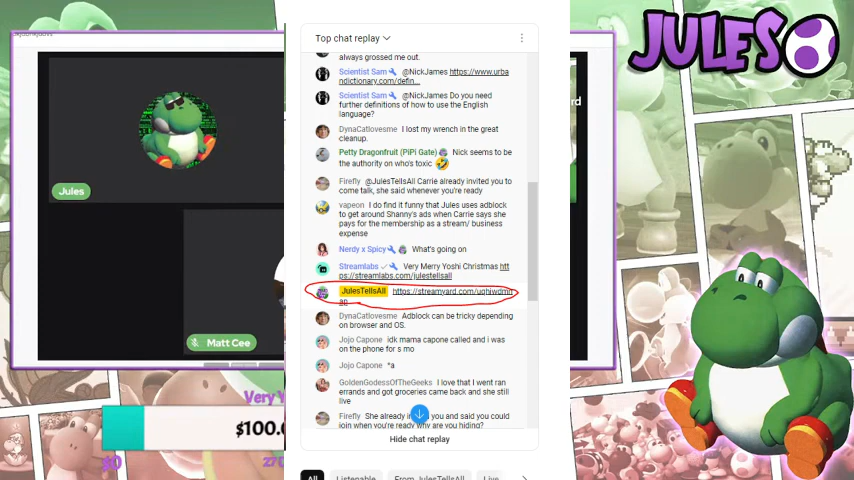 JULES
Top chat replay
always grossed me out.
Scientist Sam @NickJames https://www.urba
ndictionary.com/defin...
Scientist Sam @NickJames Do you need
further definitions of how to use the English
language?
DynaCatlovesme I lost my wrench in the great
cleanup.
Petty Dragonfruit (PiPi Gate) Nick seems to be
the authority on who's toxic 🤣
Firefly @JulesTellsAll Carrie already invited you to
come talk, she said whenever you're ready
vapeon I do find it funny that Jules uses adblock
to get around Shanny's ads when Carrie says she
pays for the membership as a stream/ business
expense
Nerdy x Spicy What's going on
Streamlabs Very Merry Yoshi Christmas htt
ps://streamlabs.com/julestellsall
JulesTellsAll
DynaCatlovesme Adblock can be tricky depending
on browser and OS.
Jojo Capone idk mama capone called and i was
on the phone for s mo
Jojo Capone *a
GoldenGodessOfTheGeeks I love that I went ran
errands and got groceries came back and she still
live
Firefly She already you and said you could
join when you're ready why are you hiding?
Hide chat replay
All Listenable From JulesTellsAll Live
Jules
Matt Cee
Very Y
$100.0
$0